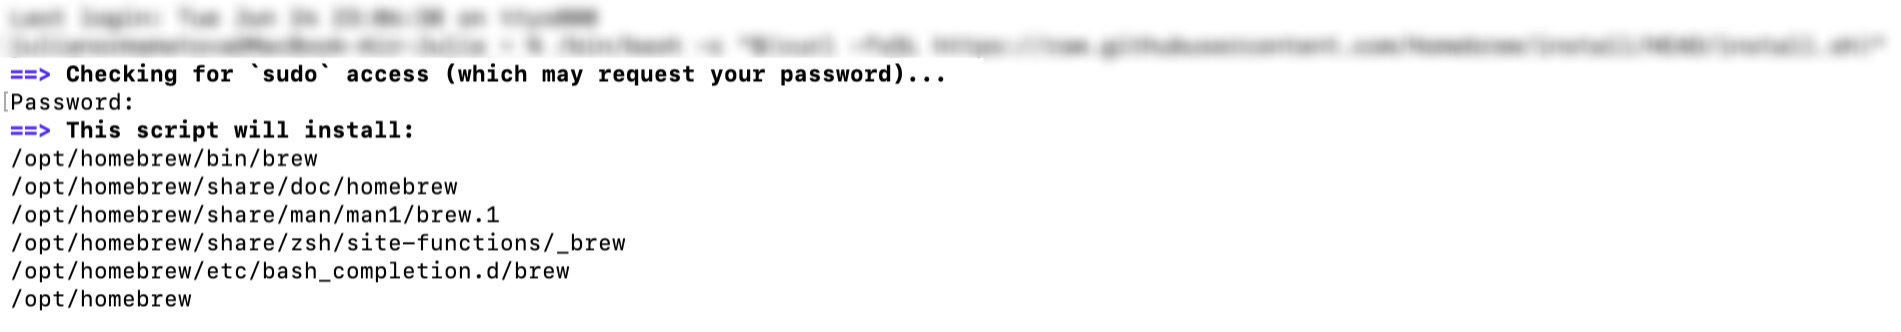 ==> Checking for `sudo` access (which may request your password)...
Password:
==> This script will install:
/opt/homebrew/bin/brew
/opt/homebrew/share/doc/homebrew
/opt/homebrew/share/man/man1/brew.1
/opt/homebrew/share/zsh/site-functions/_brew
/opt/homebrew/etc/bash_completion.d/brew
/opt/homebrew